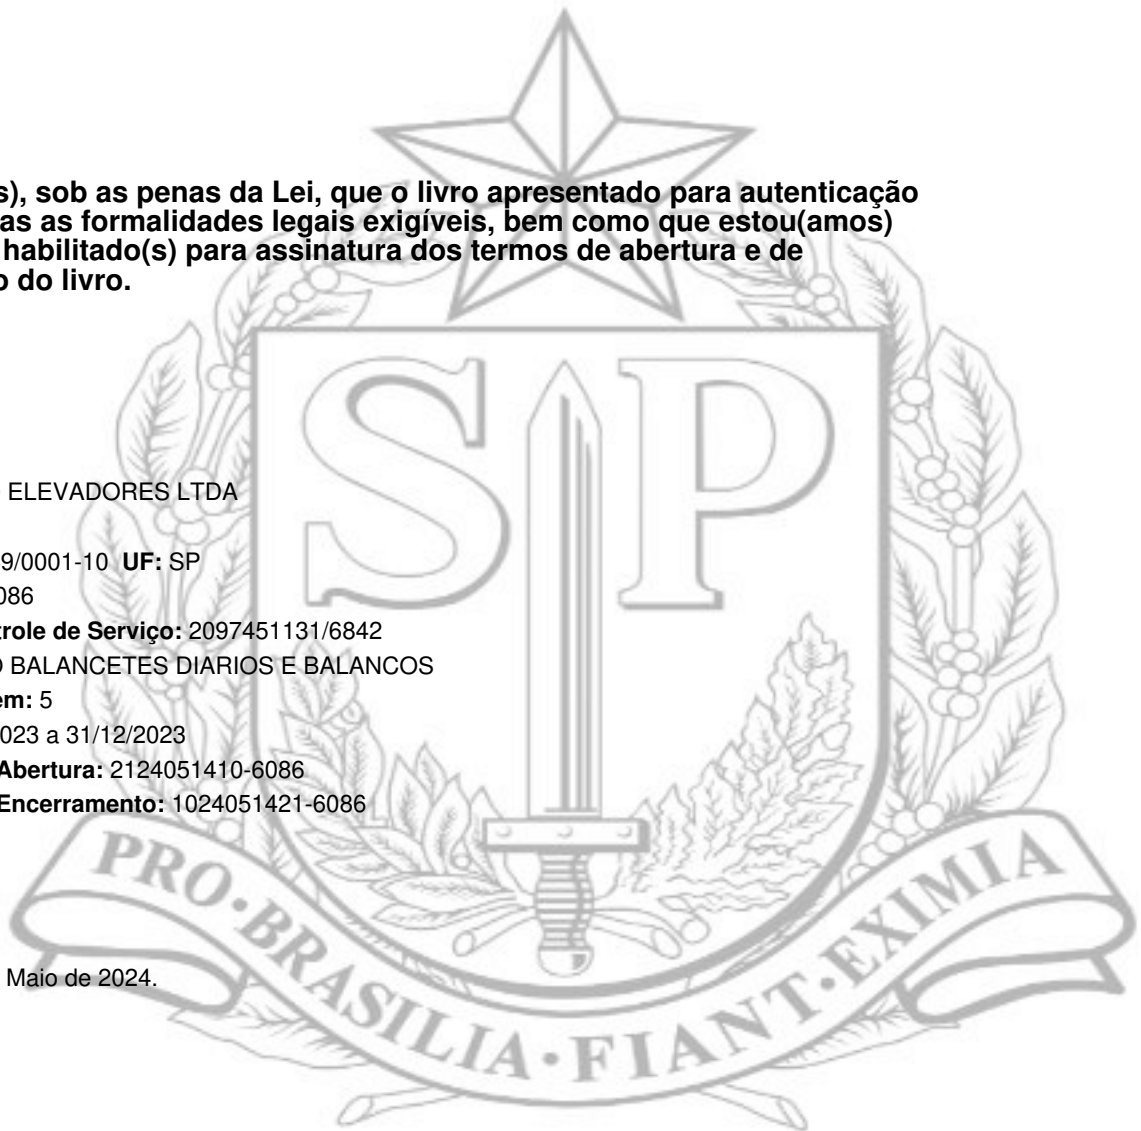 s), sob as penas da Lei, que o livro apresentado para autenticação
as as formalidades legais exigíveis, bem como que estou(amos)
habilitado(s) para assinatura dos termos de abertura e de
o do livro.
S P
ELEVADORES LTDA
9/0001-10 UF: SP
086
trole de Serviço: 2097451131/6842
O BALANCETES DIARIOS E BALANCOS
em: 5
023 a 31/12/2023
Abertura: 2124051410-6086
Encerramento: 1024051421-6086
PRO·BRASILIA·FIANT·EXIMIA
Maio de 2024.